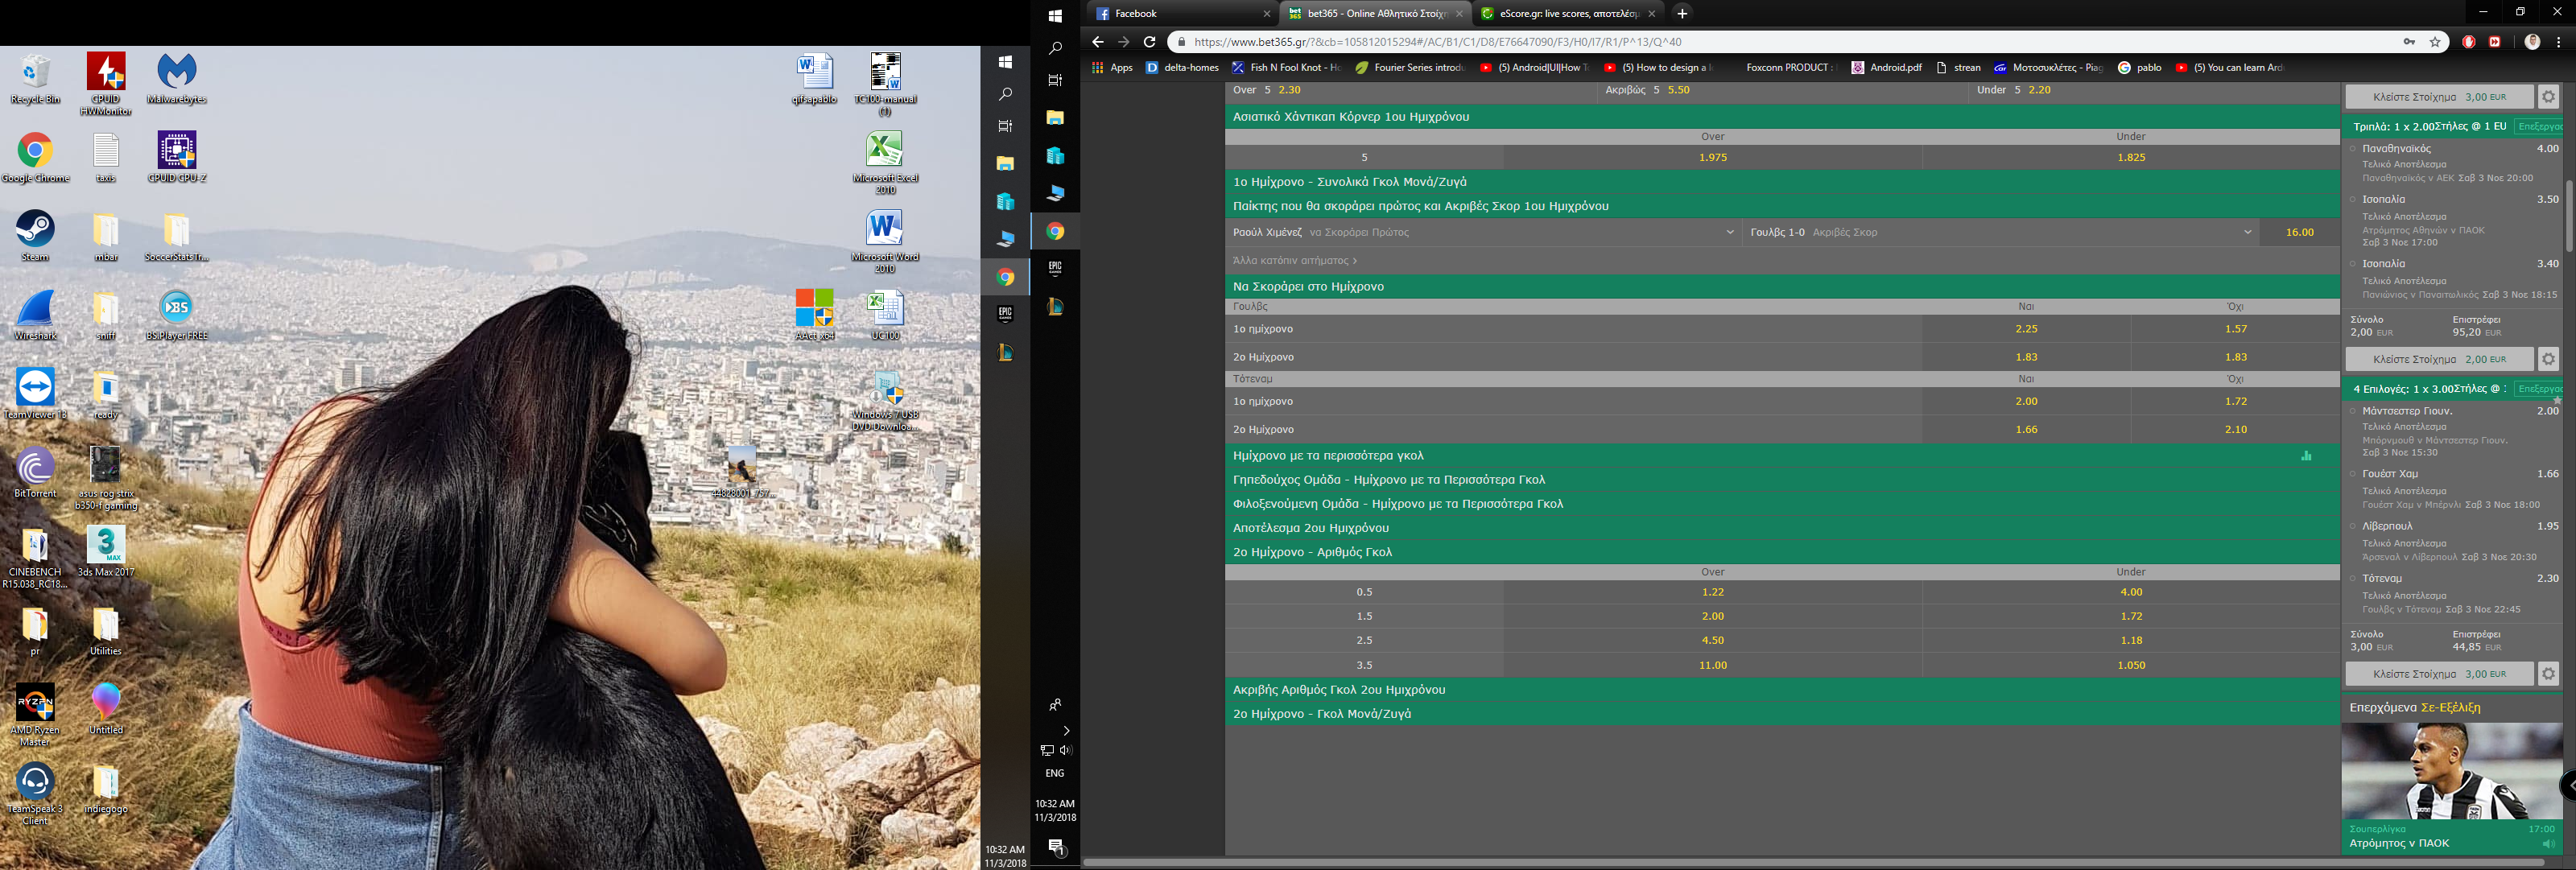 Recycle Bin
CPUID
HWMonitor
Malwarebytes
qifsapablo
TC100-manual
(1)
Google Chrome
taxis
CPUID CPU-Z
Microsoft Excel
2010
Steam
mbar
SoccerStatsTr...
Microsoft Word
2010
Wireshark
sniff
BS.Player FREE
AAct_x64
UC100
TeamViewer 13
ready
Windows 7 USB
DVD Downloa...
BitTorrent
asus rog strix
b350-f gaming
44828001_757...
CINEBENCH
R15.038_RC18...
3ds Max 2017
pr
Utilities
AMD Ryzen
Master
Untitled
TeamSpeak 3
Client
indiegogo
EPIC
GAMES
10:32 AM
11/3/2018
EPIC
GAMES
ENG
10:32 AM
11/3/2018
1
Facebook
bet365 - Online Αθλητικό Στοίχη
eScore.gr: live scores, αποτελέσμ
https://www.bet365.gr/?&cb=105812015294#/AC/B1/C1/D8/E76647090/F3/H0/I7/R1/P^13/Q^40
Apps
delta-homes
Fish N Fool Knot - Ho
Fourier Series introdu
(5) Android|UI|How T
(5) How to design a l
Foxconn PRODUCT :
Android.pdf
strean
Μοτοσυκλέτες - Piag
pablo
(5) You can learn Ard
Over 5 2.30
Ακριβώς 5 5.50
Under 5 2.20
Ασιατικό Χάντικαπ Κόρνερ 1ου Ημιχρόνου
Over Under
5 1.975 1.825
1ο Ημίχρονο - Συνολικά Γκολ Μονά/Ζυγά
Παίκτης που θα σκοράρει πρώτος και Ακριβές Σκορ 1ου Ημιχρόνου
Ραούλ Χιμένεζ να Σκοράρει Πρώτος Γουλβς 1-0 Ακριβές Σκορ 16.00
Άλλα κατόπιν αιτήματος
Να Σκοράρει στο Ημίχρονο
Γουλβς Ναι Όχι
1ο ημίχρονο 2.25 1.57
2ο Ημίχρονο 1.83 1.83
Τότεναμ Ναι Όχι
1ο ημίχρονο 2.00 1.72
2ο Ημίχρονο 1.66 2.10
Ημίχρονο με τα περισσότερα γκολ
Γηπεδούχος Ομάδα - Ημίχρονο με τα Περισσότερα Γκολ
Φιλοξενούμενη Ομάδα - Ημίχρονο με τα Περισσότερα Γκολ
Αποτέλεσμα 2ου Ημιχρόνου
2ο Ημίχρονο - Αριθμός Γκολ
Over Under
0.5 1.22 4.00
1.5 2.00 1.72
2.5 4.50 1.18
3.5 11.00 1.050
Ακριβής Αριθμός Γκολ 2ου Ημιχρόνου
2ο Ημίχρονο - Γκολ Μονά/Ζυγά
Κλείστε Στοίχημα 3,00 EUR
Τριπλά: 1 x 2.00Στήλες @ 1 EU Επεξεργασ
Παναθηναϊκός 4.00
Τελικό Αποτέλεσμα
Παναθηναϊκός v ΑΕΚ Σαβ 3 Νοε 20:00
Ισοπαλία 3.50
Τελικό Αποτέλεσμα
Ατρόμητος Αθηνών v ΠΑΟΚ
Σαβ 3 Νοε 17:00
Ισοπαλία 3.40
Τελικό Αποτέλεσμα
Πανιώνιος v Παναιτωλικός Σαβ 3 Νοε 18:15
Σύνολο Επιστρέφει
2,00 EUR 95,20 EUR
Κλείστε Στοίχημα 2,00 EUR
4 Επιλογές: 1 x 3.00Στήλες @ : Επεξεργασ
Μάντσεστερ Γιουν. 2.00
Τελικό Αποτέλεσμα
Μπόρνμουθ v Μάντσεστερ Γιουν.
Σαβ 3 Νοε 15:30
Γουέστ Χαμ 1.66
Τελικό Αποτέλεσμα
Γουέστ Χαμ v Μπέρνλι Σαβ 3 Νοε 18:00
Λίβερπουλ 1.95
Τελικό Αποτέλεσμα
Άρσεναλ v Λίβερπουλ Σαβ 3 Νοε 20:30
Τότεναμ 2.30
Τελικό Αποτέλεσμα
Γουλβς v Τότεναμ Σαβ 3 Νοε 22:45
Σύνολο Επιστρέφει
3,00 EUR 44,85 EUR
Κλείστε Στοίχημα 3,00 EUR
Επερχόμενα Σε-Εξέλιξη
Σουπερλίγκα 17:00
Ατρόμητος v ΠΑΟΚ